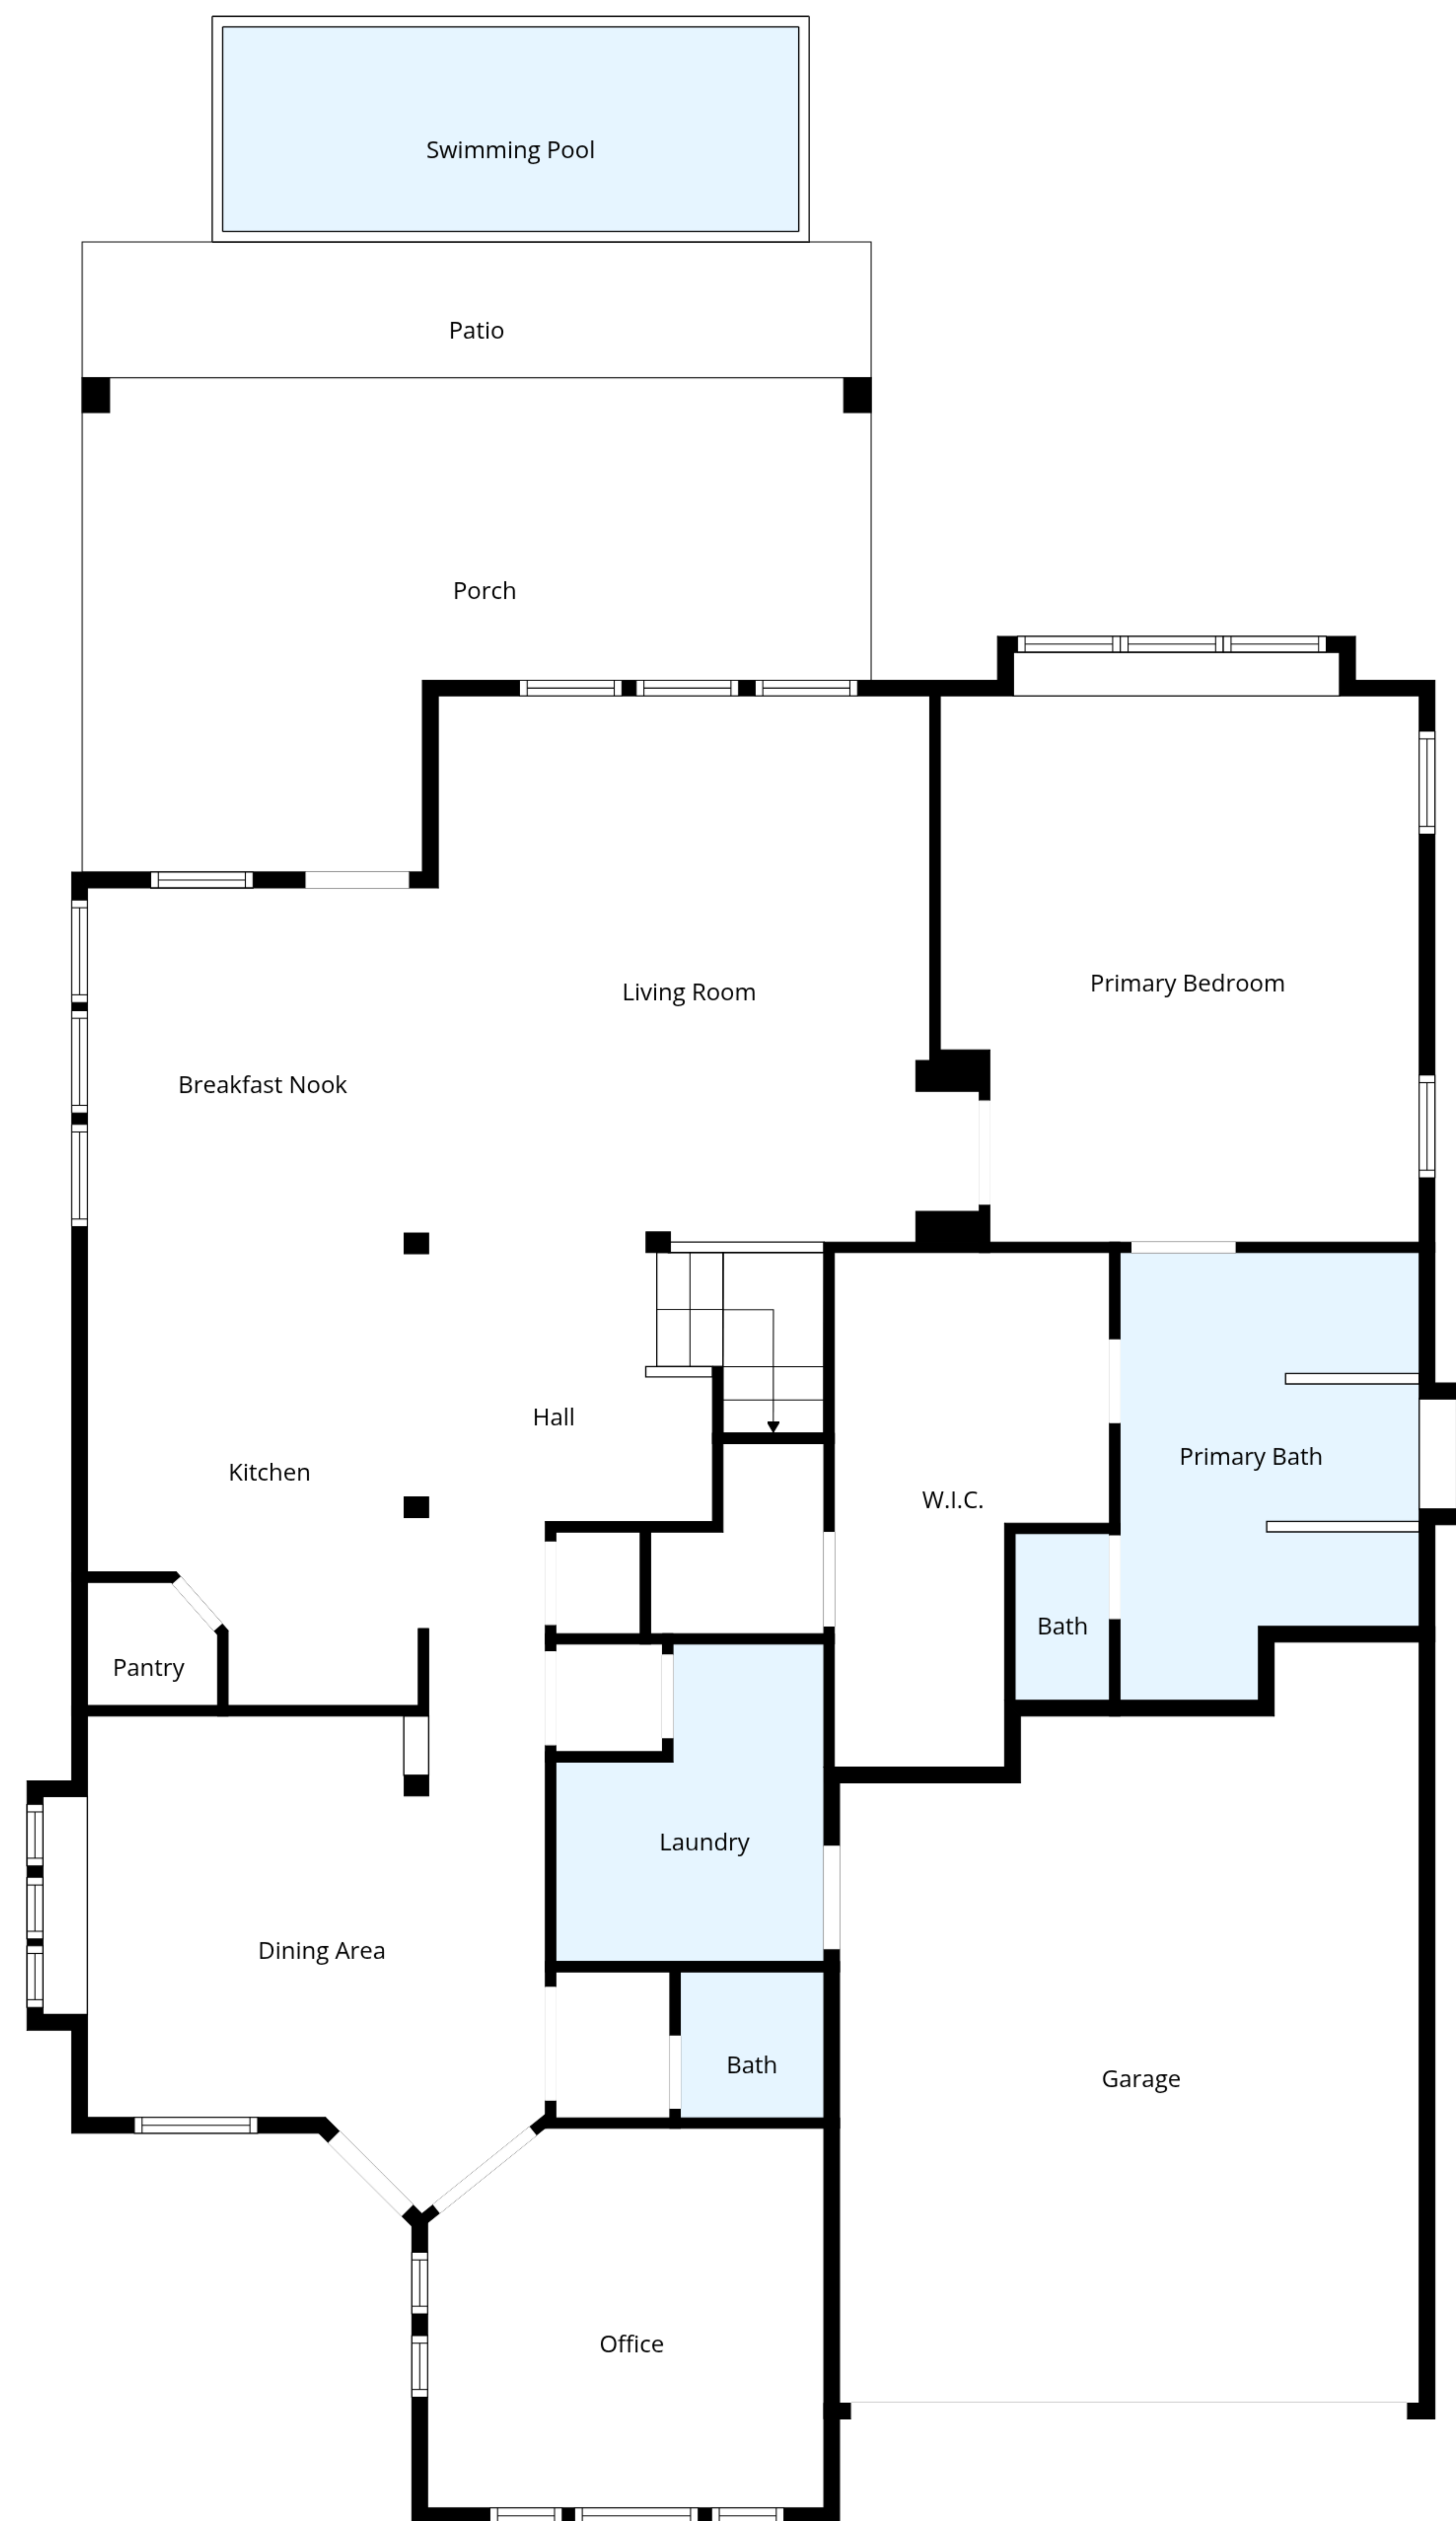 Swimming Pool
Patio
Porch
Living Room
Primary Bedroom
Breakfast Nook
Hall
Kitchen
Primary Bath
W.I.C.
Bath
Pantry
Laundry
Dining Area
Bath
Garage
Office